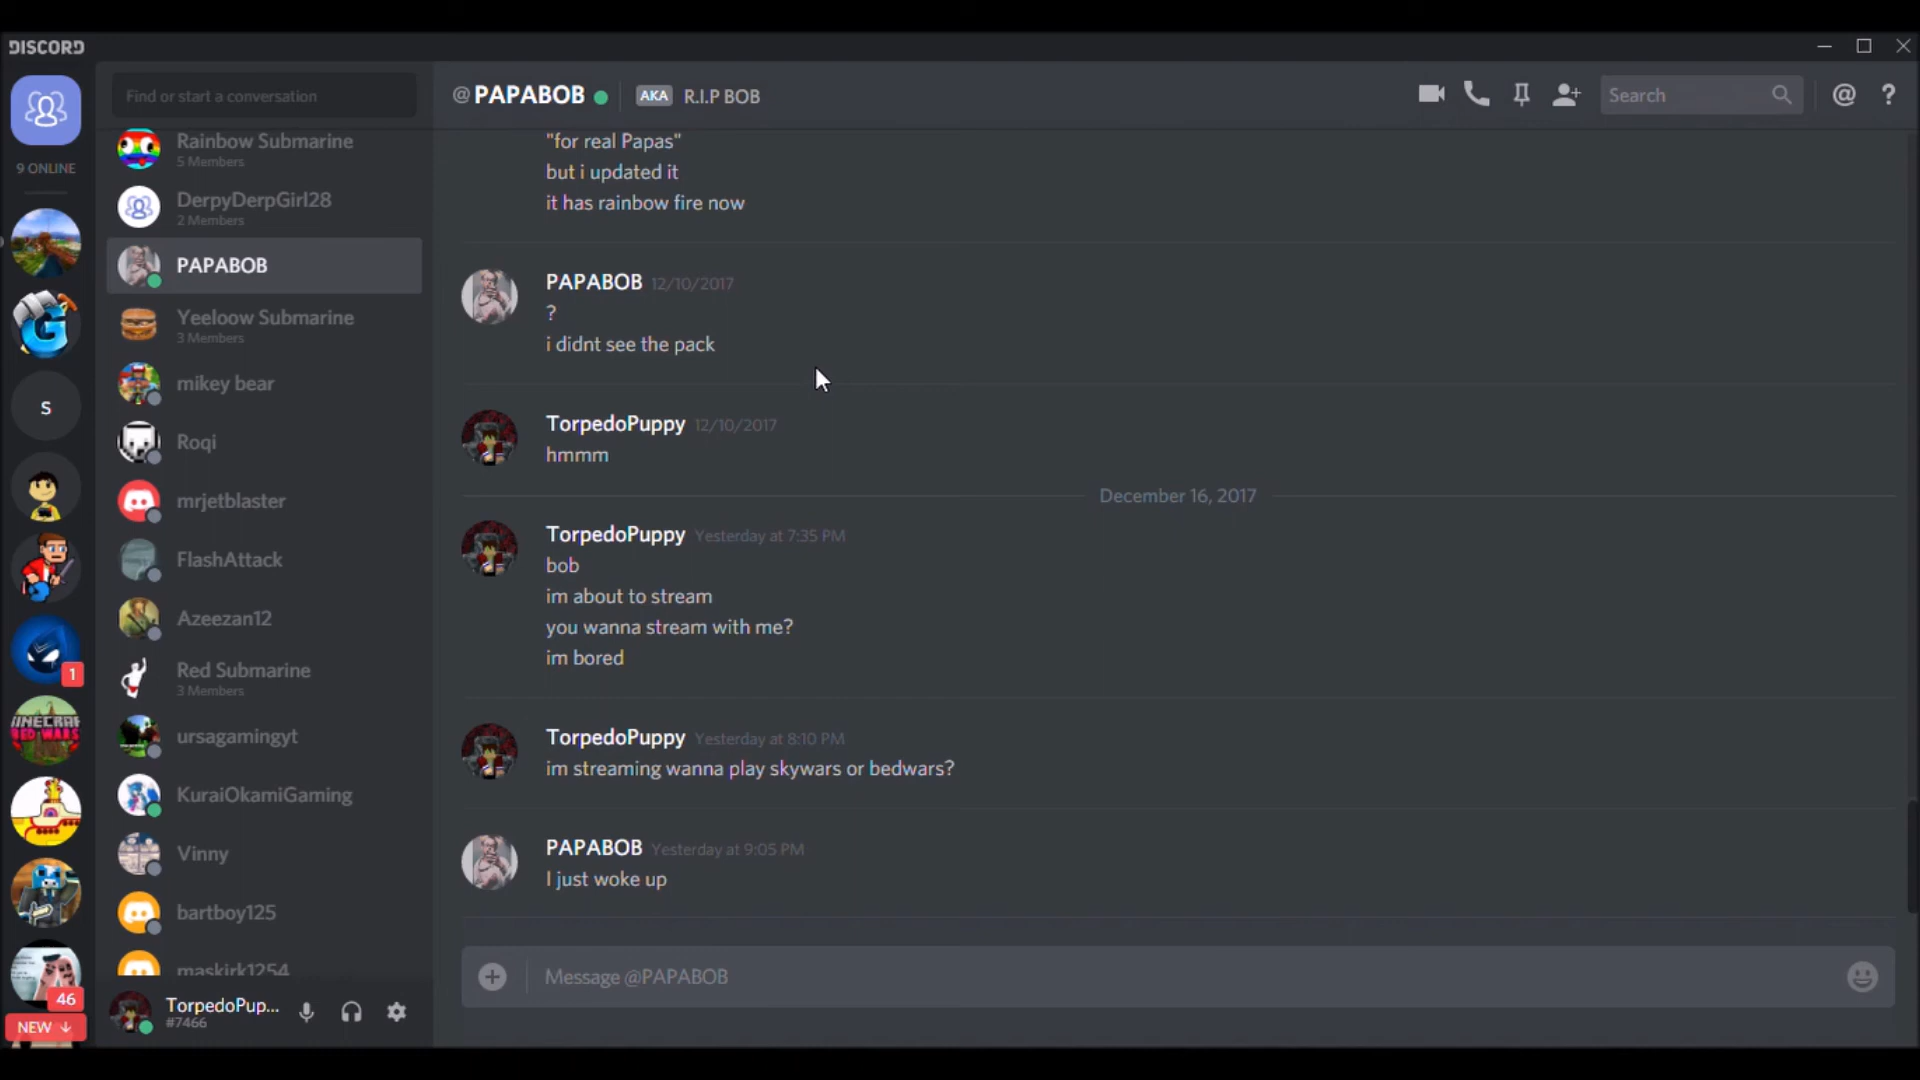 DISCORD
Find or start a conversation
@PAPABOB
AKA R.I.P BOB
Search
@
?
9 ONLINE
S
1
MINECRAFT
BED WARS
46
NEW ↓
Rainbow Submarine
5 Members
DerpyDerpGirl28
2 Members
PAPABOB
Yeeloow Submarine
3 Members
mikey bear
Roqi
mrjetblaster
FlashAttack
Azeezan12
Red Submarine
3 Members
ursagamingyt
KuraiOkamiGaming
Vinny
bartboy125
maskirk1254
TorpedoPup...
#7466
"for real Papas"
but i updated it
it has rainbow fire now
PAPABOB 12/10/2017
?
i didnt see the pack
TorpedoPuppy 12/10/2017
hmmm
December 16, 2017
TorpedoPuppy Yesterday at 7:35 PM
bob
im about to stream
you wanna stream with me?
im bored
TorpedoPuppy Yesterday at 8:10 PM
im streaming wanna play skywars or bedwars?
PAPABOB Yesterday at 9:05 PM
I just woke up
Message @PAPABOB